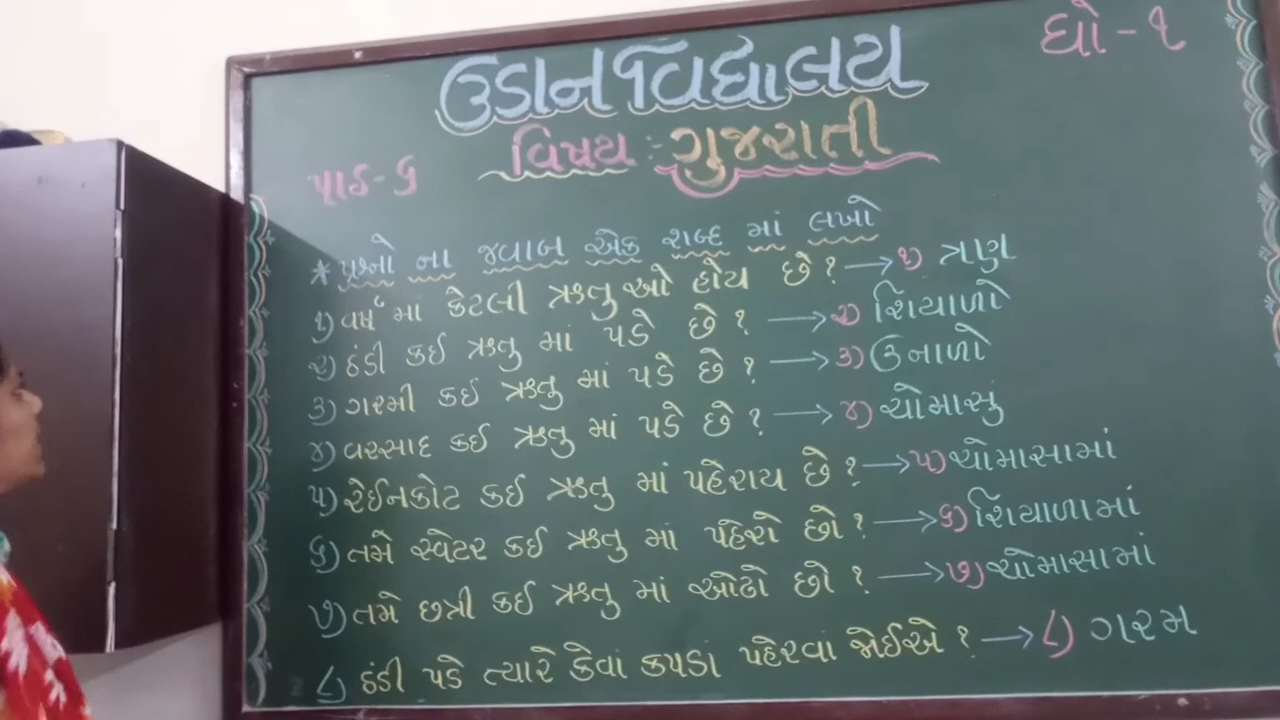 ધો - ૧
ઉડાન વિદ્યાલય
વિષય : ગુજરાતી
પાઠ - ૬
* પ્રશ્નો ના જવાબ એક શબ્દ માં લખો
૧) વર્ષ માં કેટલી ઋતુઓ હોય છે ? → ૧) ત્રણ
૨) ઠંડી કઈ ઋતુ માં પડે છે ? → ૨) શિયાળો
૩) ગરમી કઈ ઋતુ માં પડે છે ? → ૩) ઉનાળો
૪) વરસાદ કઈ ઋતુ માં પડે છે ? → ૪) ચોમાસું
૫) રેઈનકોટ કઈ ઋતુ માં પહેરાય છે ? → ૫) ચોમાસામાં
૬) તમે સ્વેટર કઈ ઋતુ માં પહેરો છો ? → ૬) શિયાળામાં
૭) તમે છત્રી કઈ ઋતુ માં ઓઢો છો ? → ૭) ચોમાસામાં
૮) ઠંડી પડે ત્યારે કેવાં કપડાં પહેરવાં જોઈએ ? → ૮) ગરમ